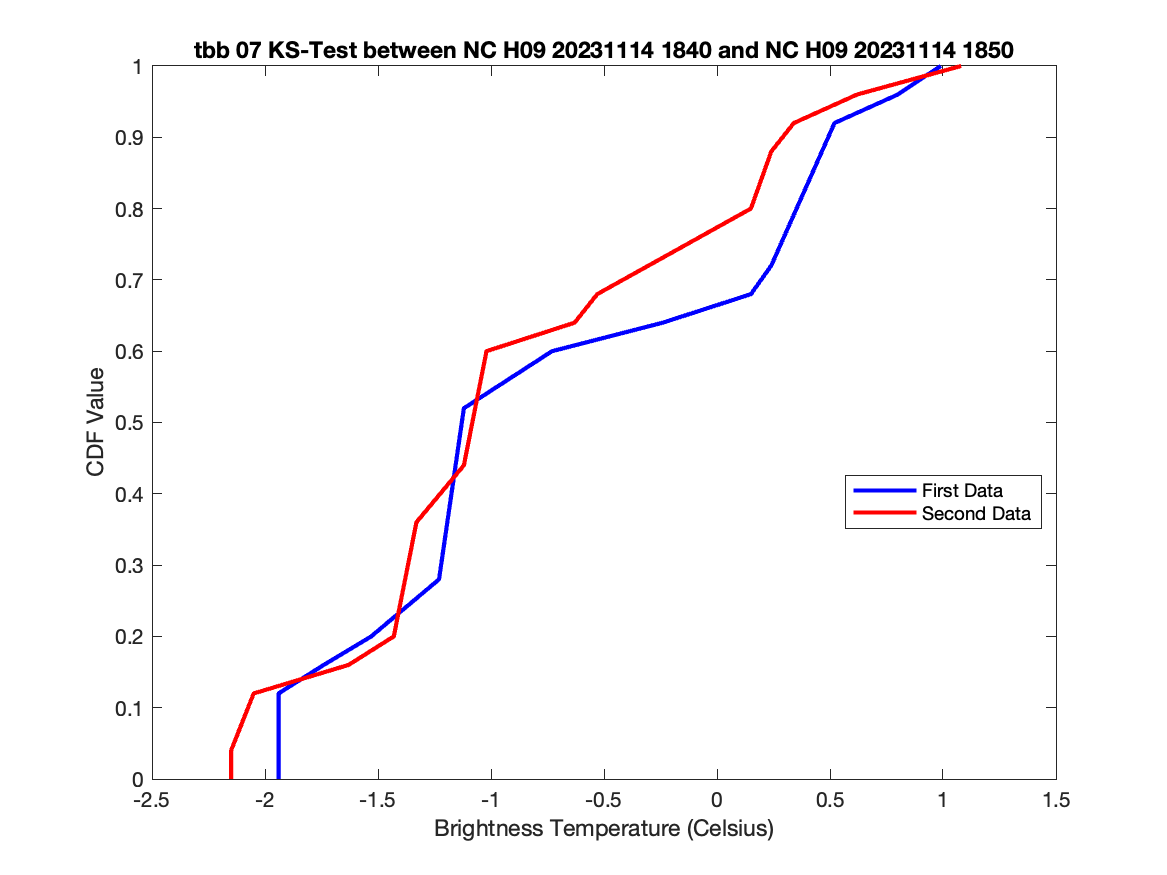 tbb 07 KS-Test between NC H09 20231114 1840 and NC H09 20231114 1850
1
0.9
0.8
0.7
0.6
0.5
0.4
0.3
0.2
0.1
0
CDF Value
First Data
Second Data
-2.5 -2 -1.5 -1 -0.5 0 0.5 1 1.5
Brightness Temperature (Celsius)